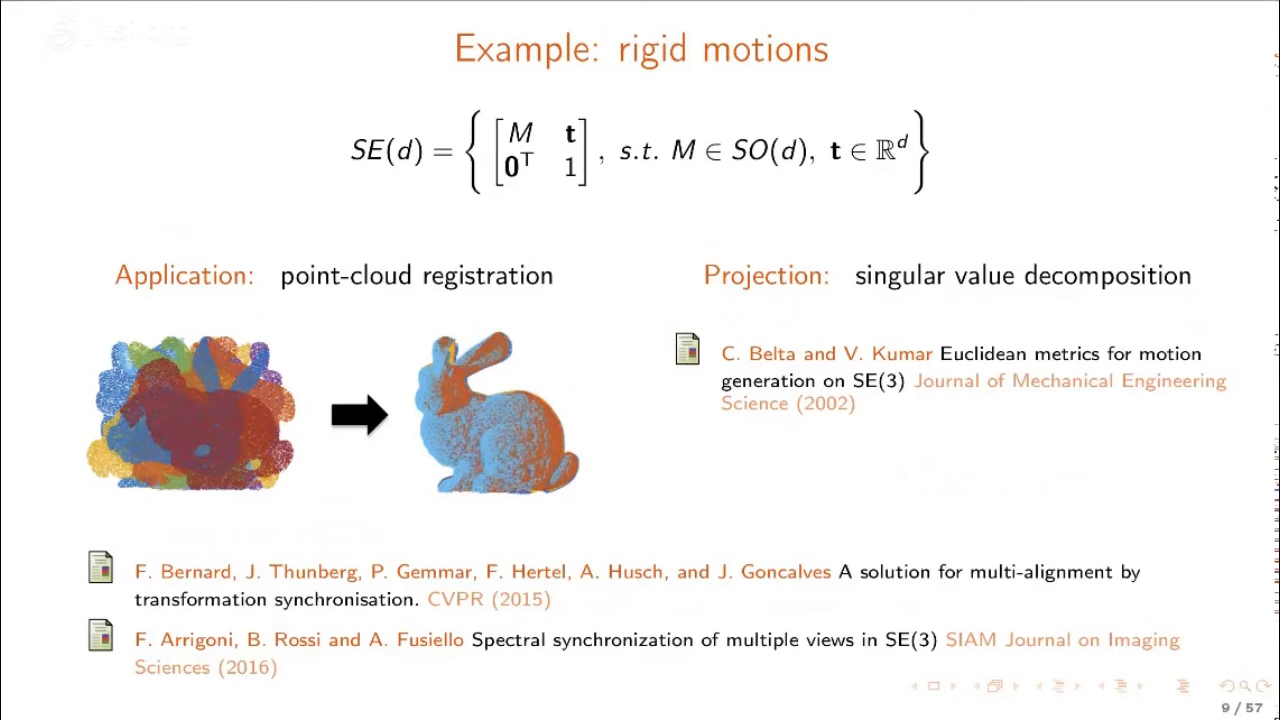 Example: rigid motions
SE(d) = { [ M t ; 0^⊤ 1 ] , s.t. M ∈ SO(d), t ∈ ℝ^d }
Application: point-cloud registration
Projection: singular value decomposition
C. Belta and V. Kumar Euclidean metrics for motion
generation on SE(3) Journal of Mechanical Engineering
Science (2002)
F. Bernard, J. Thunberg, P. Gemmar, F. Hertel, A. Husch, and J. Goncalves A solution for multi-alignment by
transformation synchronisation. CVPR (2015)
F. Arrigoni, B. Rossi and A. Fusiello Spectral synchronization of multiple views in SE(3) SIAM Journal on Imaging
Sciences (2016)
9 / 57